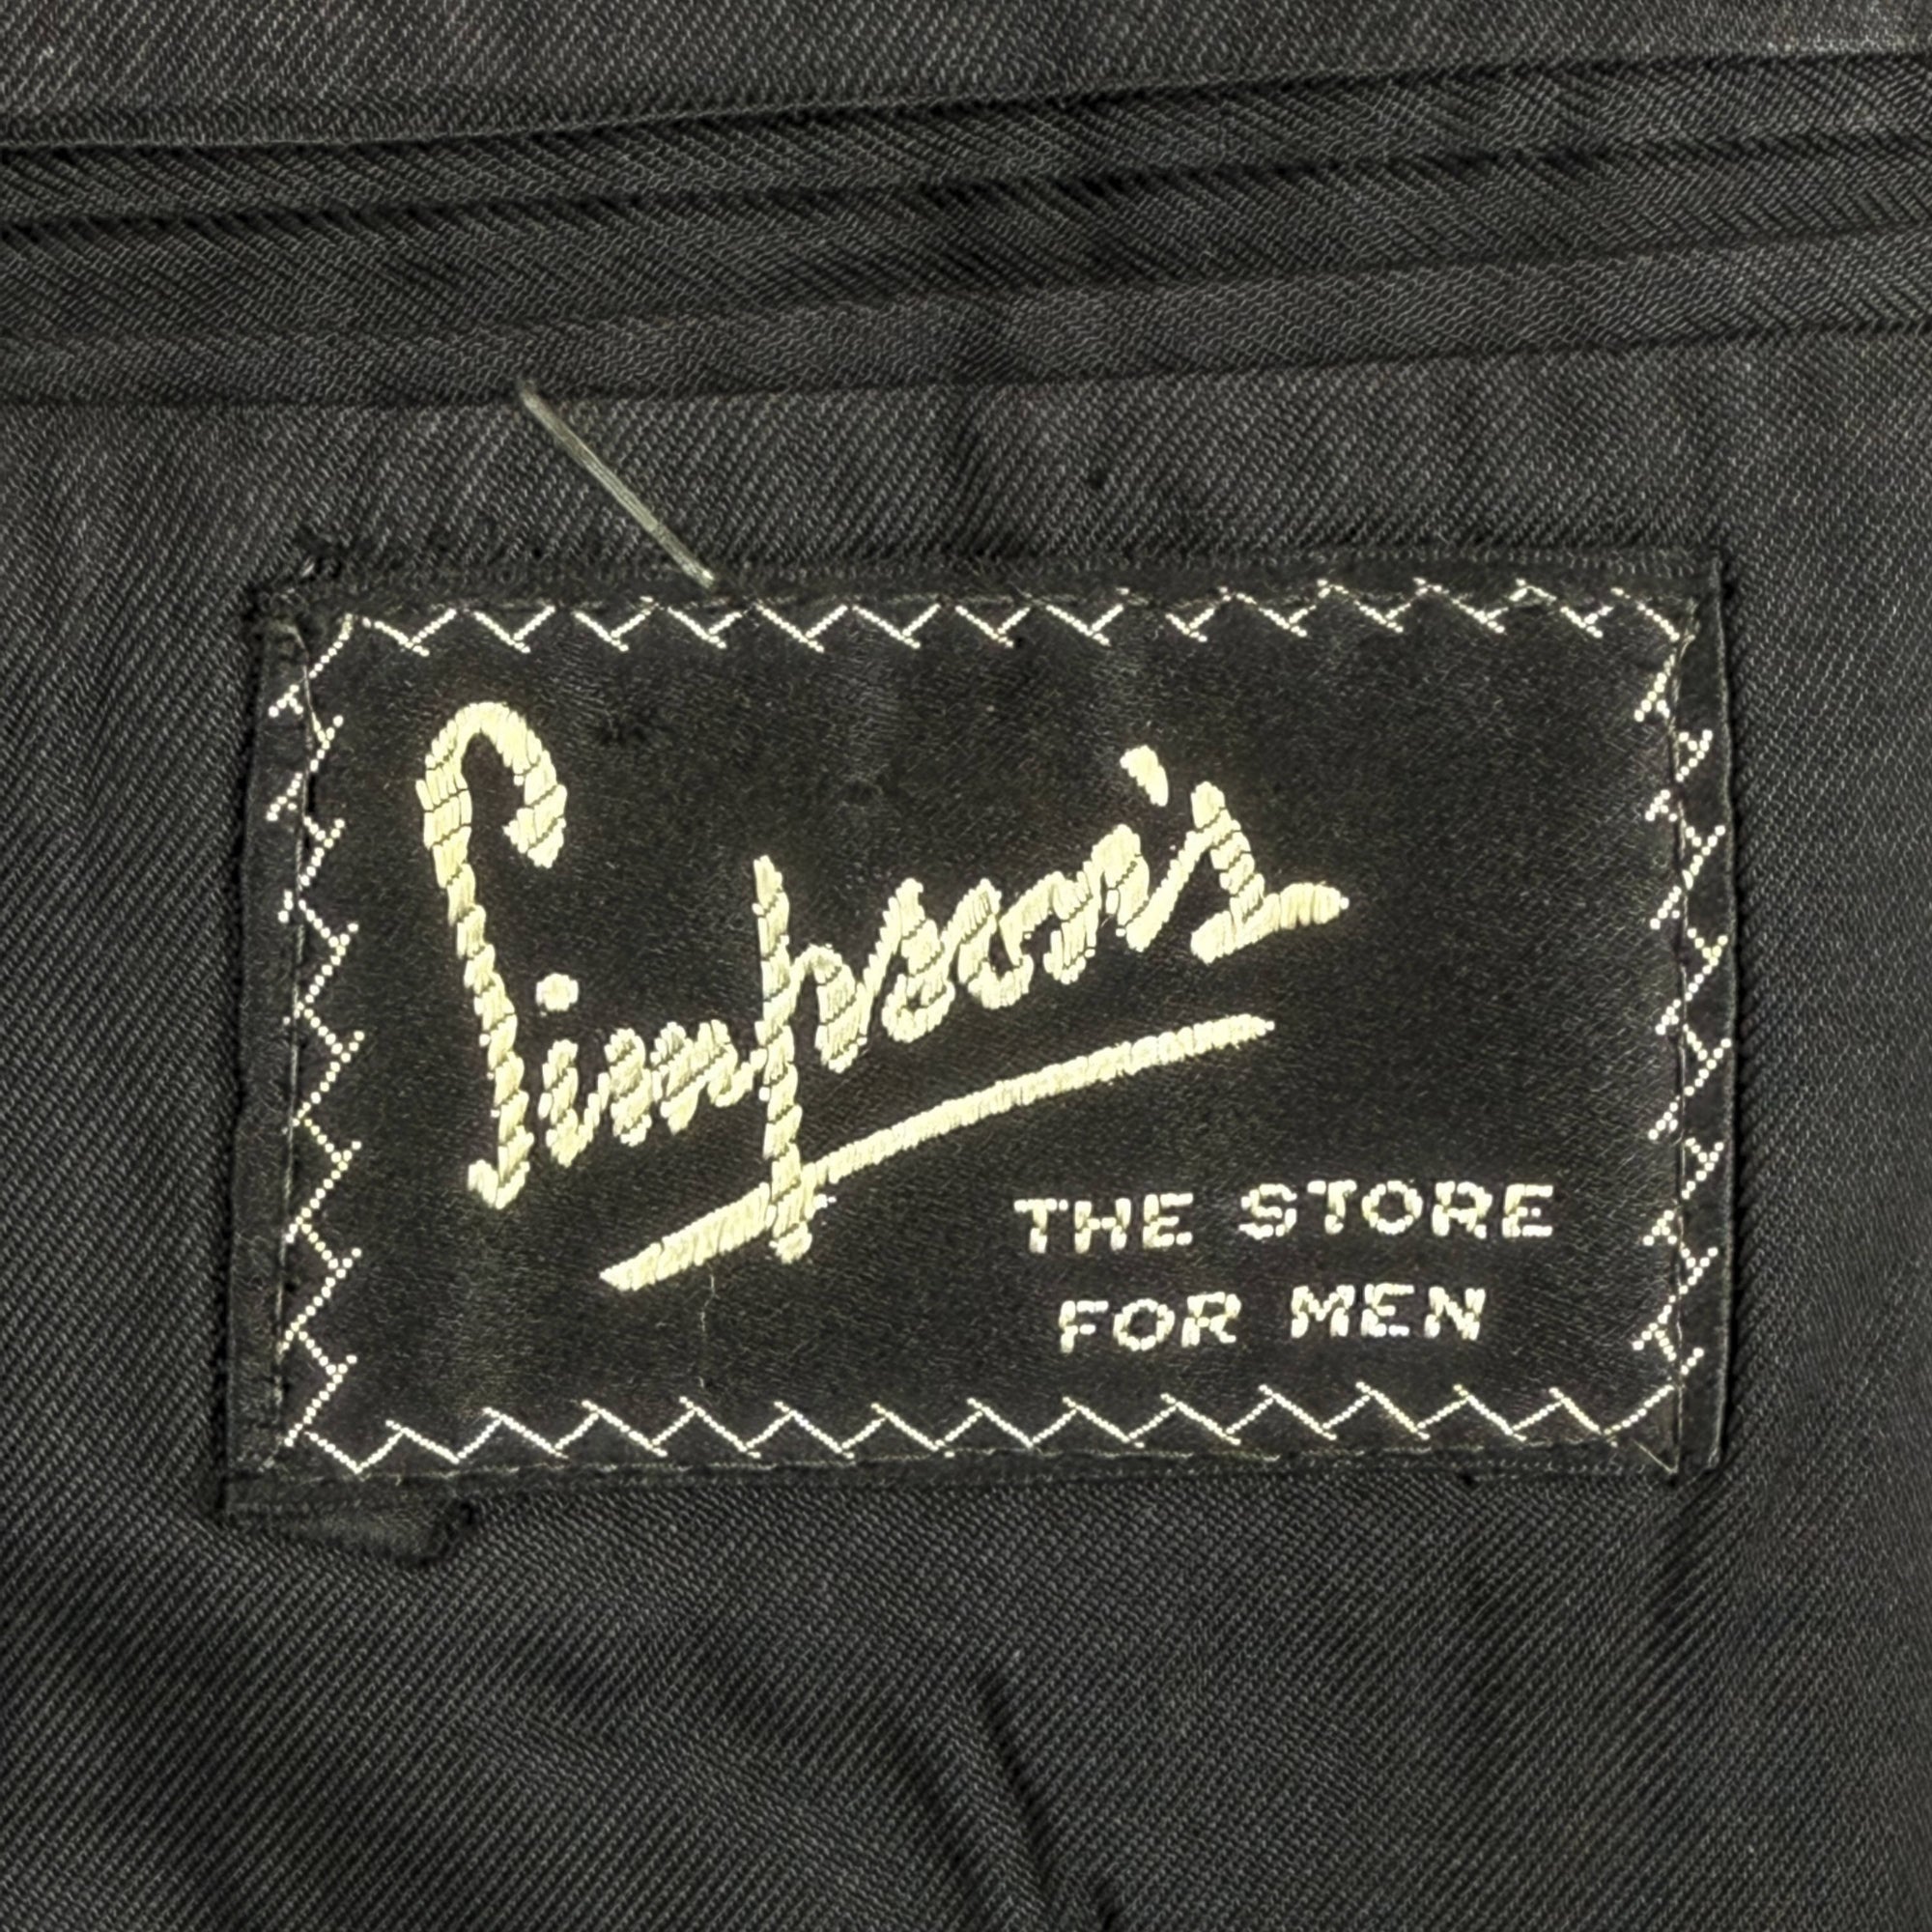 Simpson's
THE STORE
FOR MEN